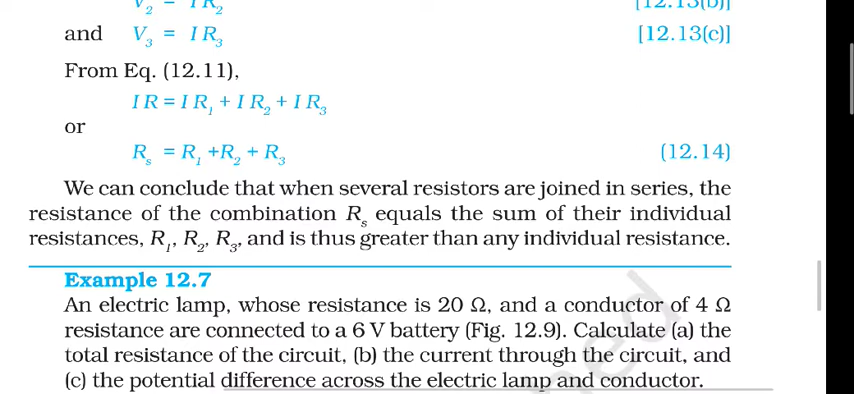 V₂ = I R₂ [12.13(b)]
and V₃ = I R₃ [12.13(c)]
From Eq. (12.11),
I R = I R₁ + I R₂ + I R₃
or
Rₛ = R₁ +R₂ + R₃ (12.14)
We can conclude that when several resistors are joined in series, the
resistance of the combination Rₛ equals the sum of their individual
resistances, R₁, R₂, R₃, and is thus greater than any individual resistance.
Example 12.7
An electric lamp, whose resistance is 20 Ω, and a conductor of 4 Ω
resistance are connected to a 6 V battery (Fig. 12.9). Calculate (a) the
total resistance of the circuit, (b) the current through the circuit, and
(c) the potential difference across the electric lamp and conductor.